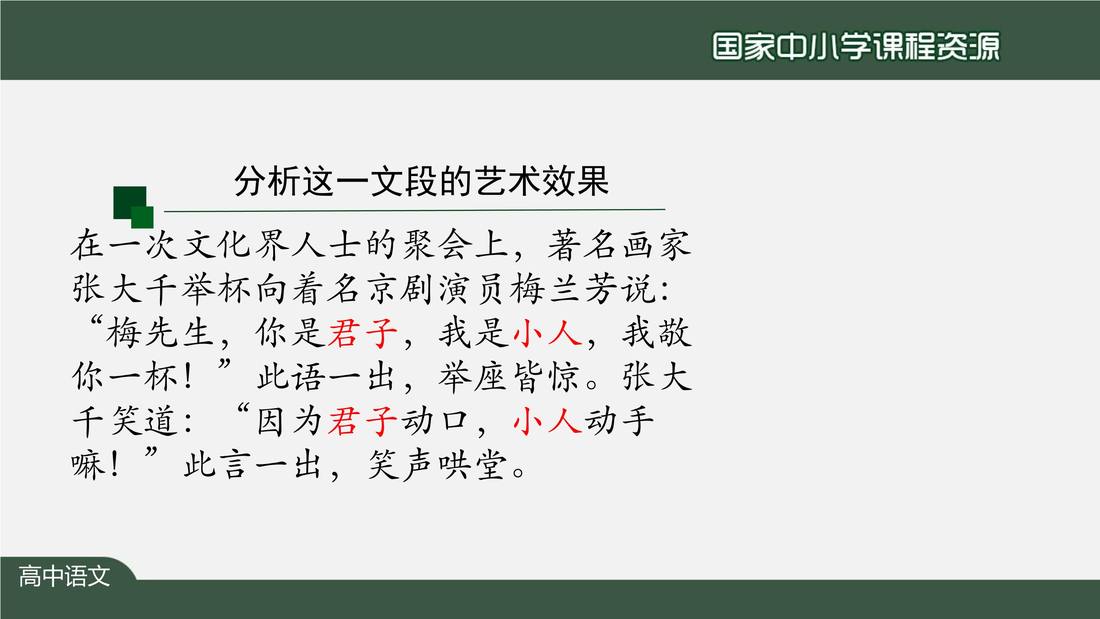 国家中小学课程资源
分析这一文段的艺术效果
在一次文化界人士的聚会上，著名画家
张大千举杯向着名京剧演员梅兰芳说：
“梅先生，你是君子，我是小人，我敬
你一杯！”此语一出，举座皆惊。张大
千笑道：“因为君子动口，小人动手
嘛！”此言一出，笑声哄堂。
高中语文